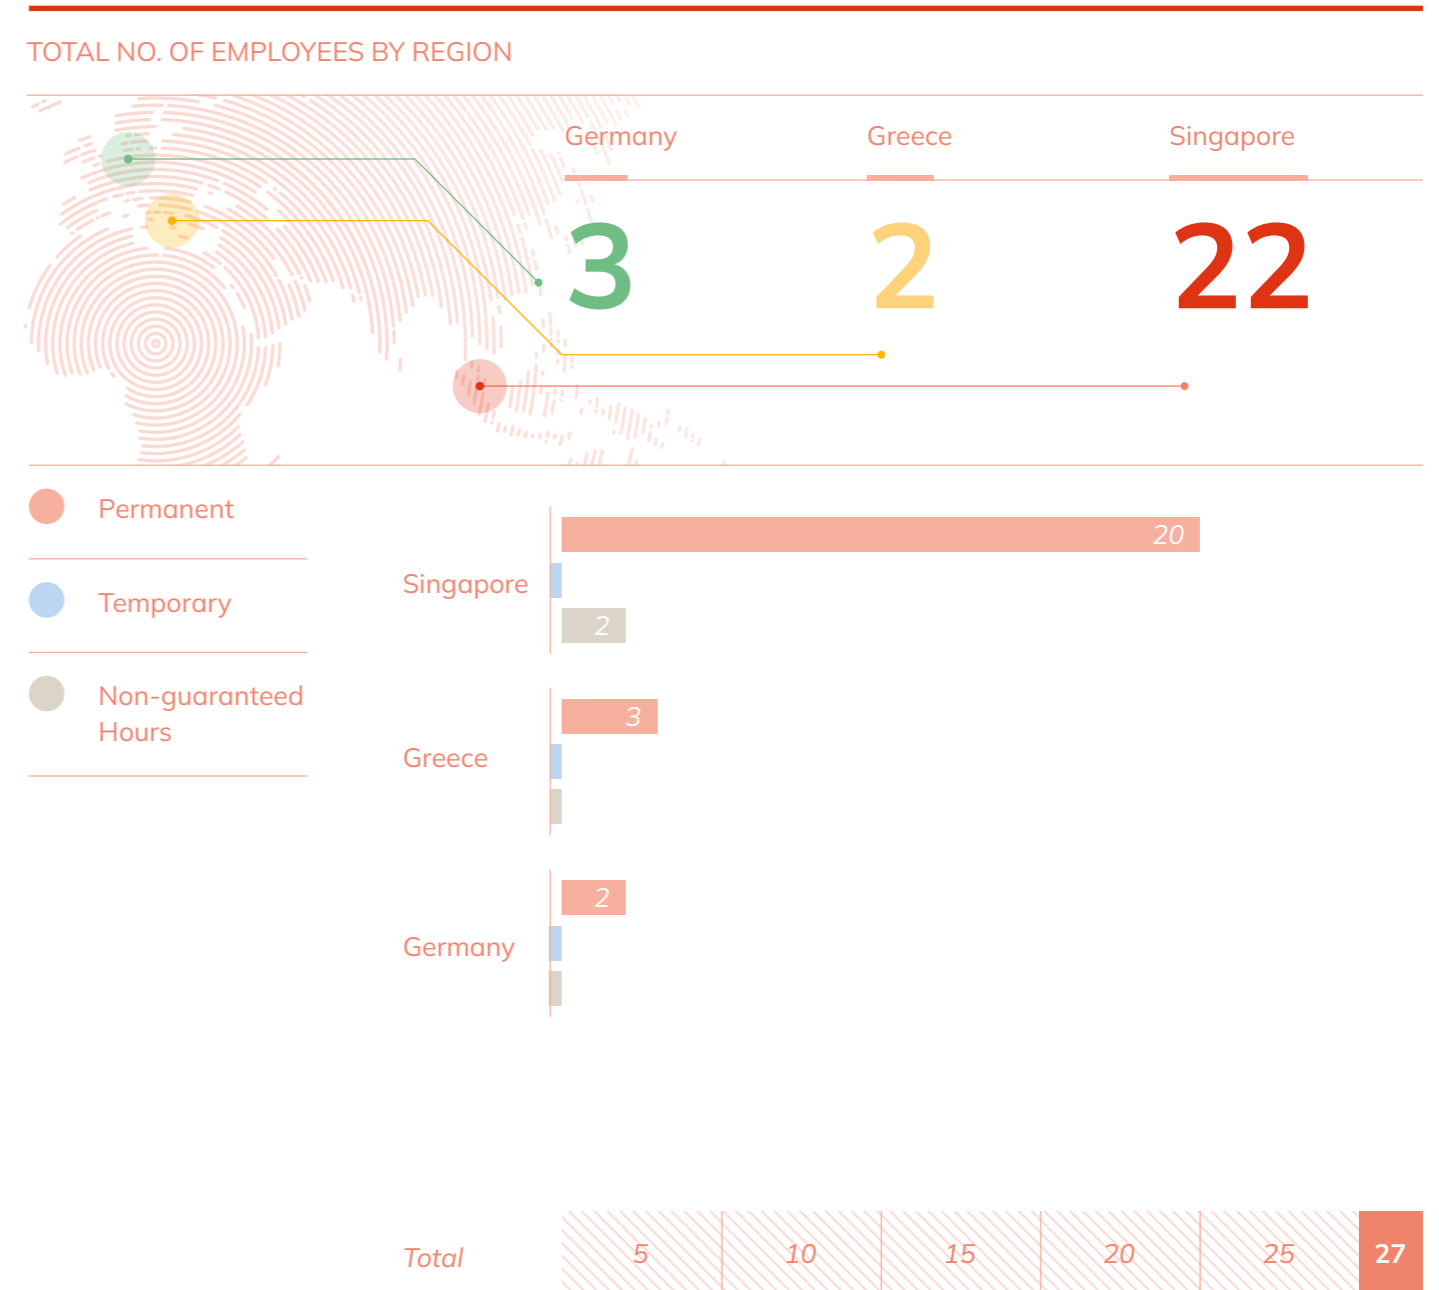 TOTAL NO. OF EMPLOYEES BY REGION
Germany
Greece
Singapore
3
2
22
Permanent
Temporary
Non-guaranteed
Hours
Singapore
20
2
Greece
3
Germany
2
Total
5
10
15
20
25
27